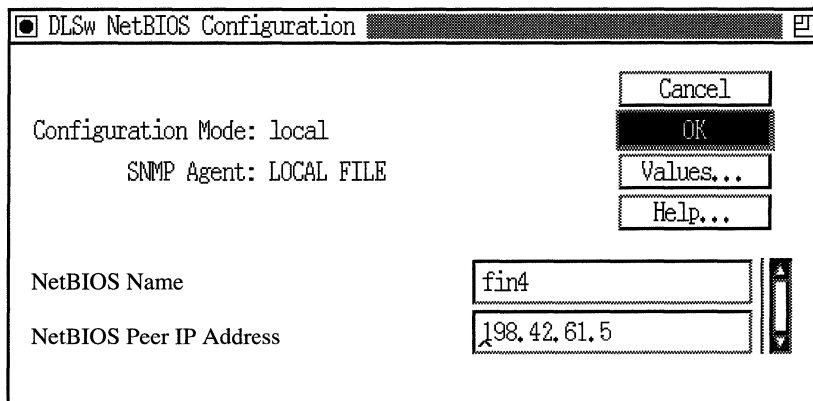 DLSw NetBIOS Configuration
Cancel
Configuration Mode: local
OK
SNMP Agent: LOCAL FILE
Values...
Help...
NetBIOS Name
fin4
NetBIOS Peer IP Address
198.42.61.5